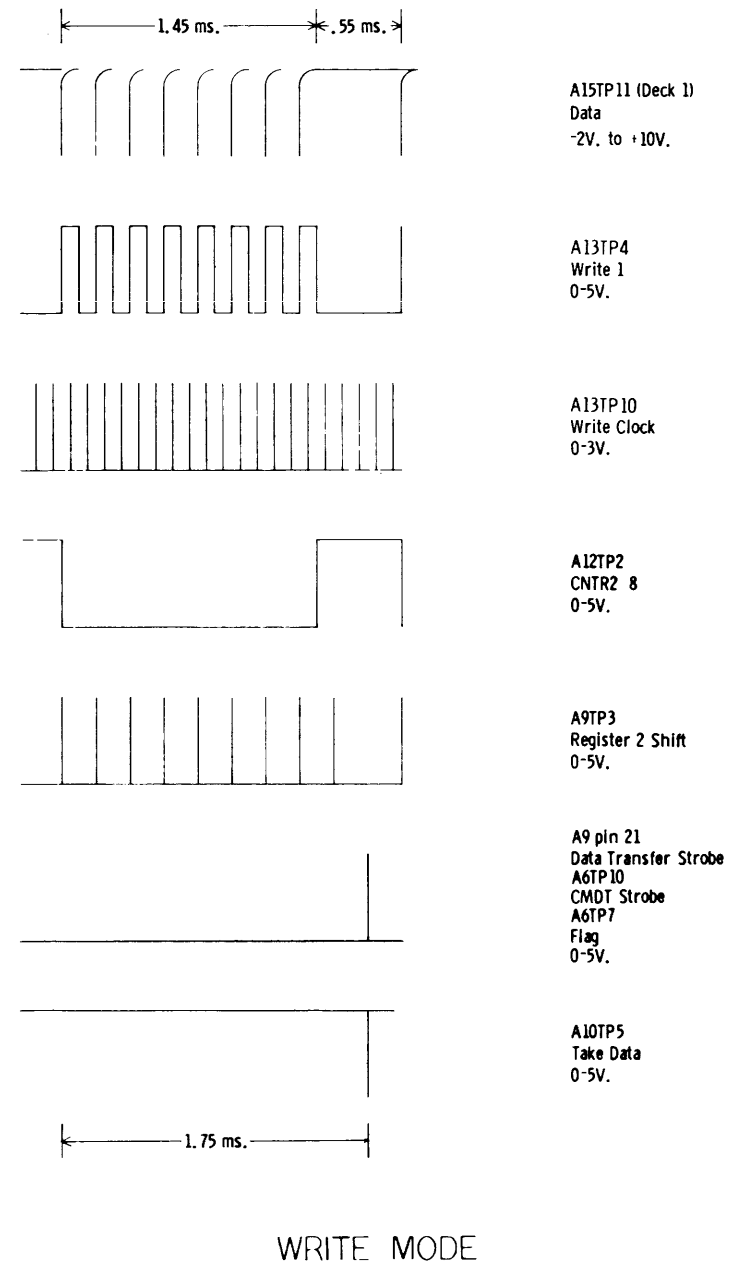 1.45 ms.
.55 ms.
A15TP11 (Deck 1)
Data
-2V. to +10V.
A13TP4
Write 1
0-5V.
A13TP10
Write Clock
0-3V.
A12TP2
CNTR2 8
0-5V.
A9TP3
Register 2 Shift
0-5V.
A9 pin 21
Data Transfer Strobe
A6TP10
CMDT Strobe
A6TP7
Flag
0-5V.
A10TP5
Take Data
0-5V.
1.75 ms.
WRITE MODE